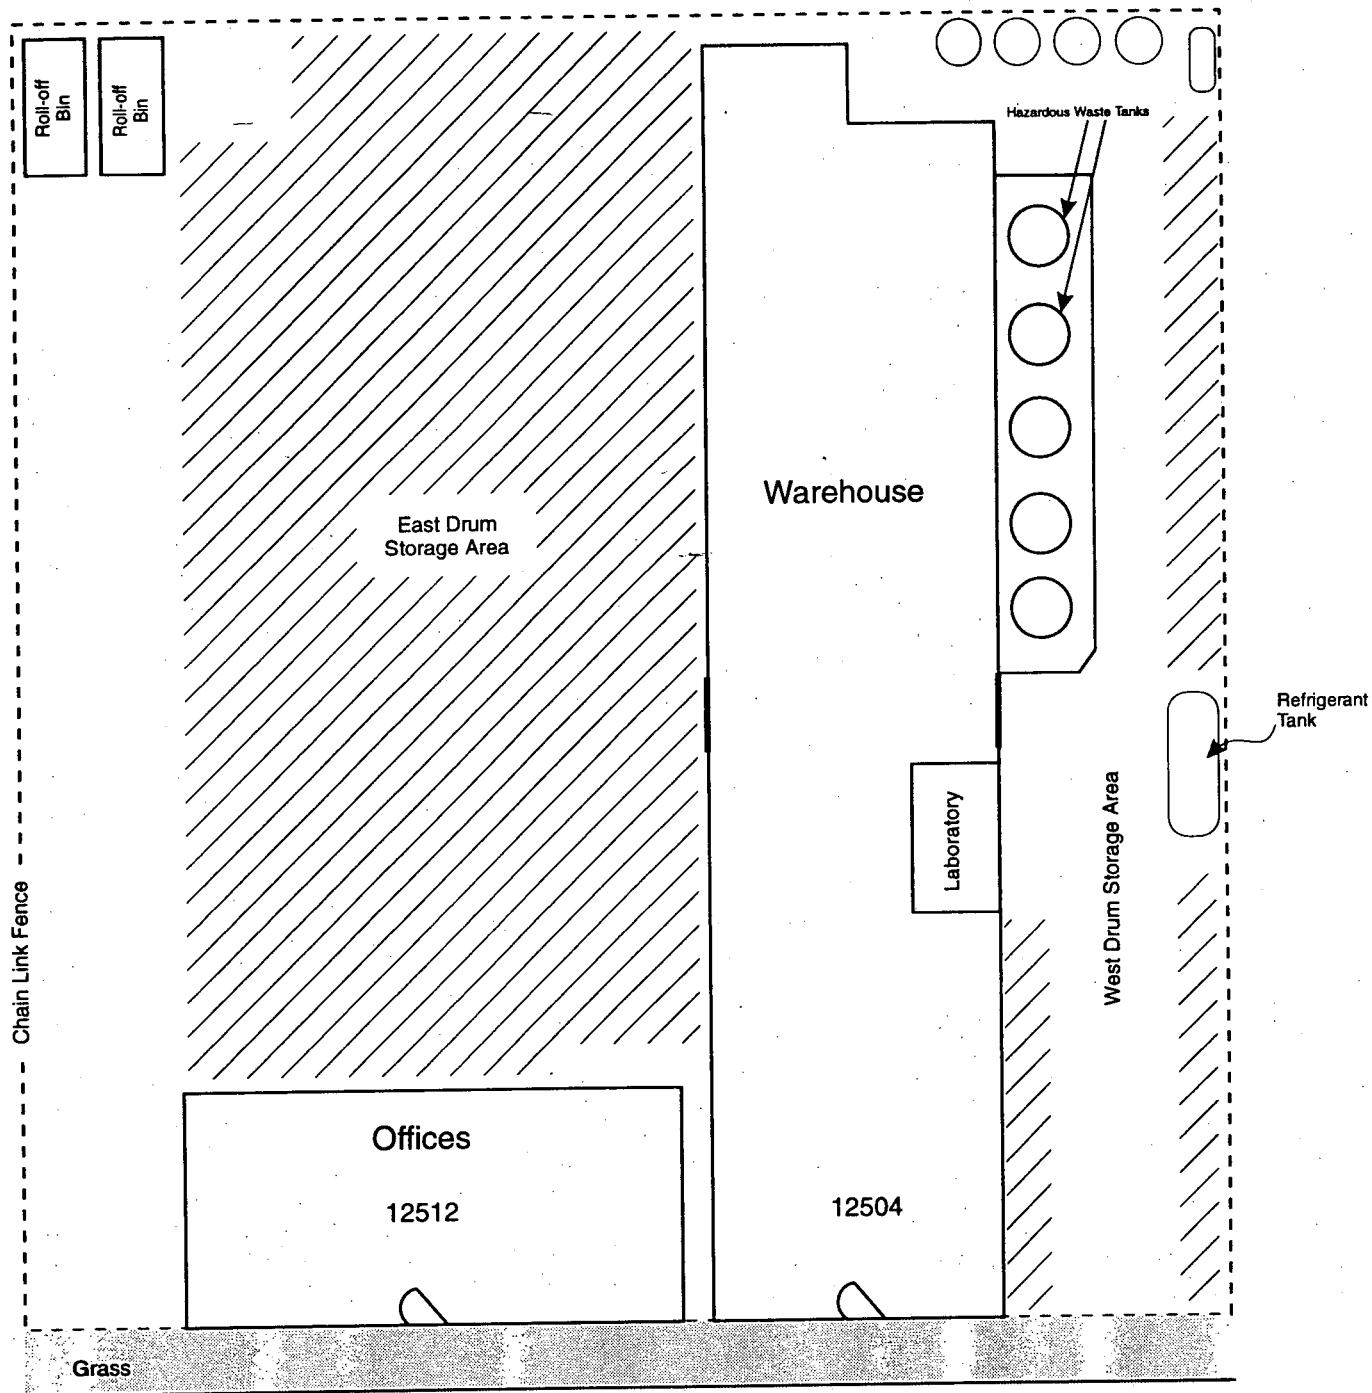 Roll-off
Bin
Roll-off
Bin
Hazardous Waste Tanks
Warehouse
East Drum
Storage Area
Refrigerant
Tank
Laboratory
West Drum Storage Area
Chain Link Fence
Offices
12512
12504
Grass